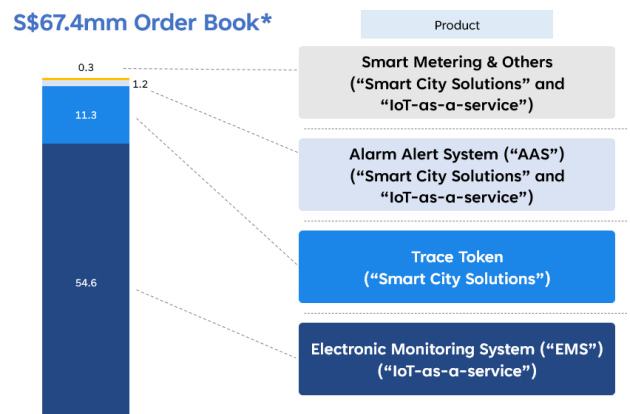 S$67.4mm Order Book*
Product
0.3
1.2
11.3
54.6
Smart Metering & Others
(“Smart City Solutions” and
“IoT-as-a-service”)
Alarm Alert System (“AAS”)
(“Smart City Solutions” and
“IoT-as-a-service”)
Trace Token
(“Smart City Solutions”)
Electronic Monitoring System (“EMS”)
(“IoT-as-a-service”)